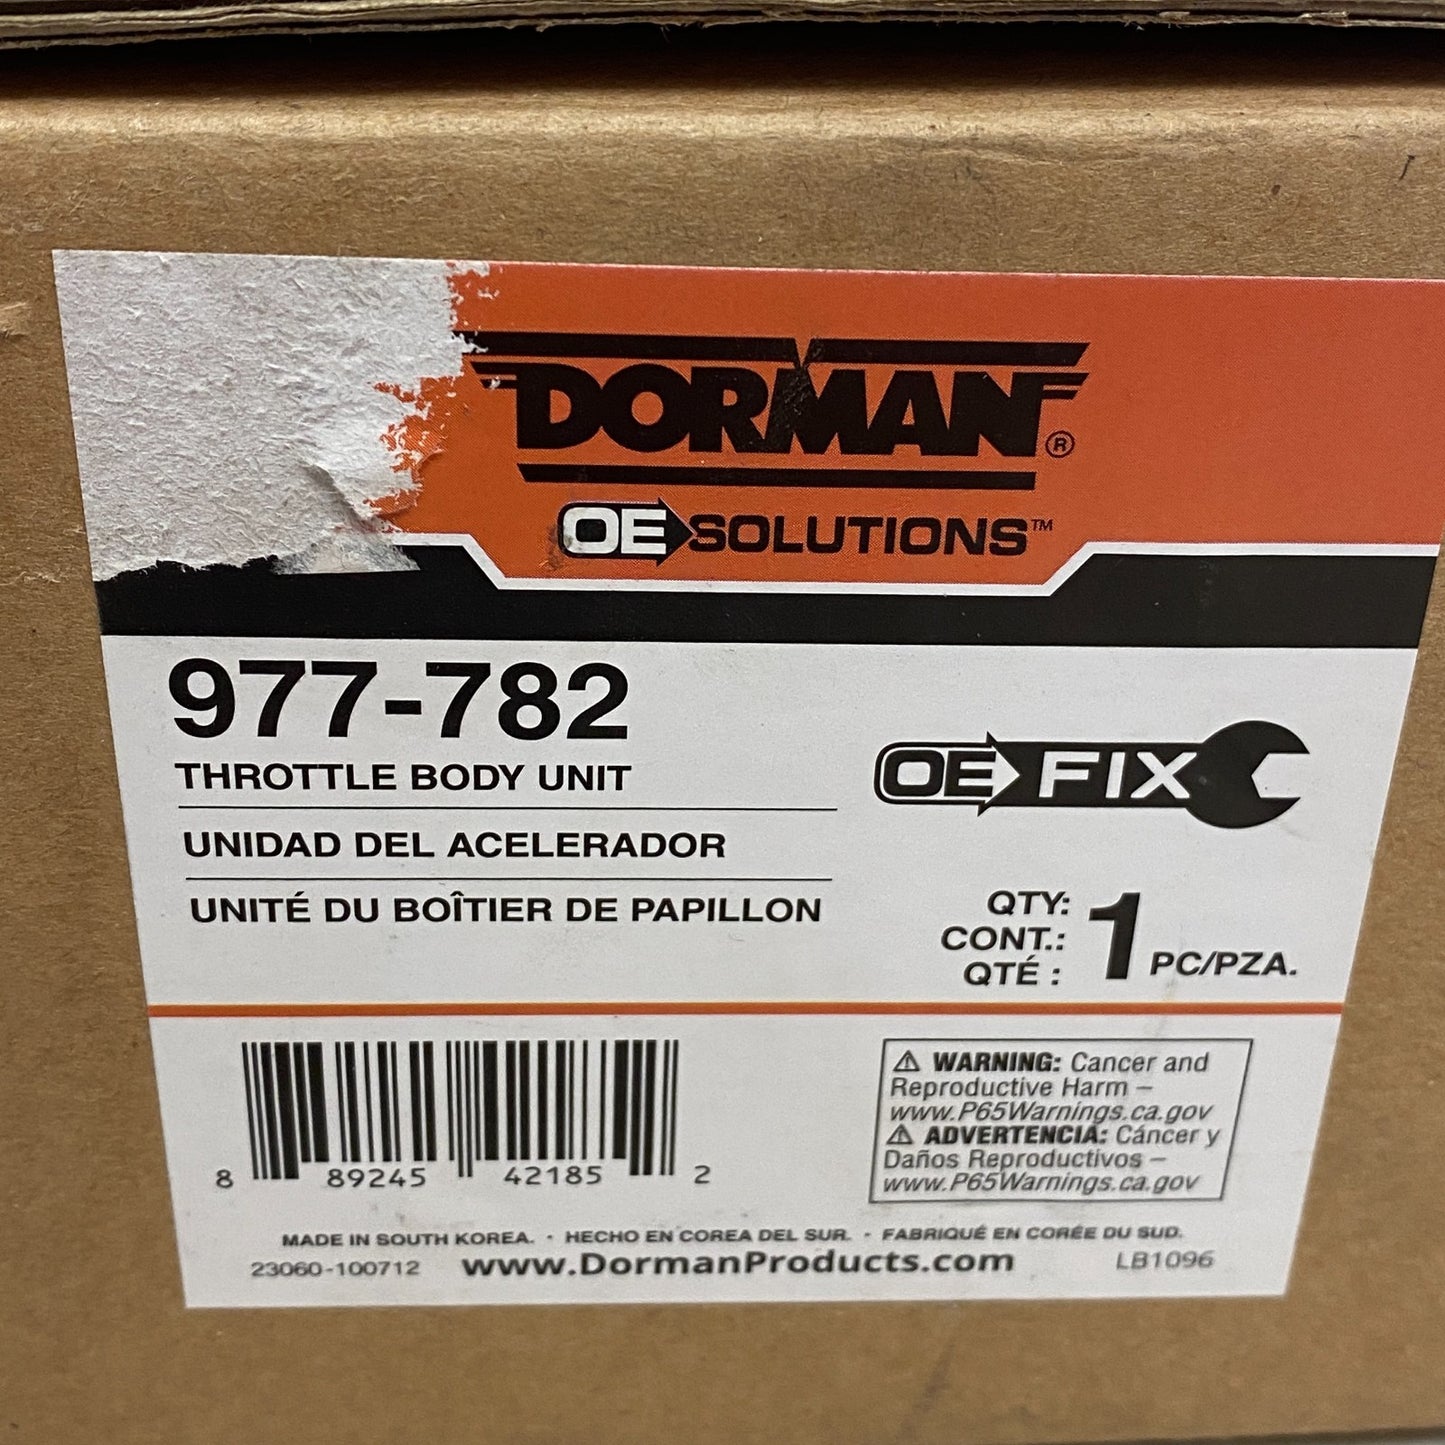 DORMAN®
OE SOLUTIONS™
977-782
THROTTLE BODY UNIT
UNIDAD DEL ACELERADOR
UNITÉ DU BOÎTIER DE PAPILLON
OE FIX
QTY:
CONT.:
QTÉ :
1 PC/PZA.
8 89245 42185 2
⚠ WARNING: Cancer and
Reproductive Harm –
www.P65Warnings.ca.gov
⚠ ADVERTENCIA: Cáncer y
Daños Reproductivos –
www.P65Warnings.ca.gov
MADE IN SOUTH KOREA. • HECHO EN COREA DEL SUR. • FABRIQUÉ EN CORÉE DU SUD.
23060-100712 www.DormanProducts.com LB1096